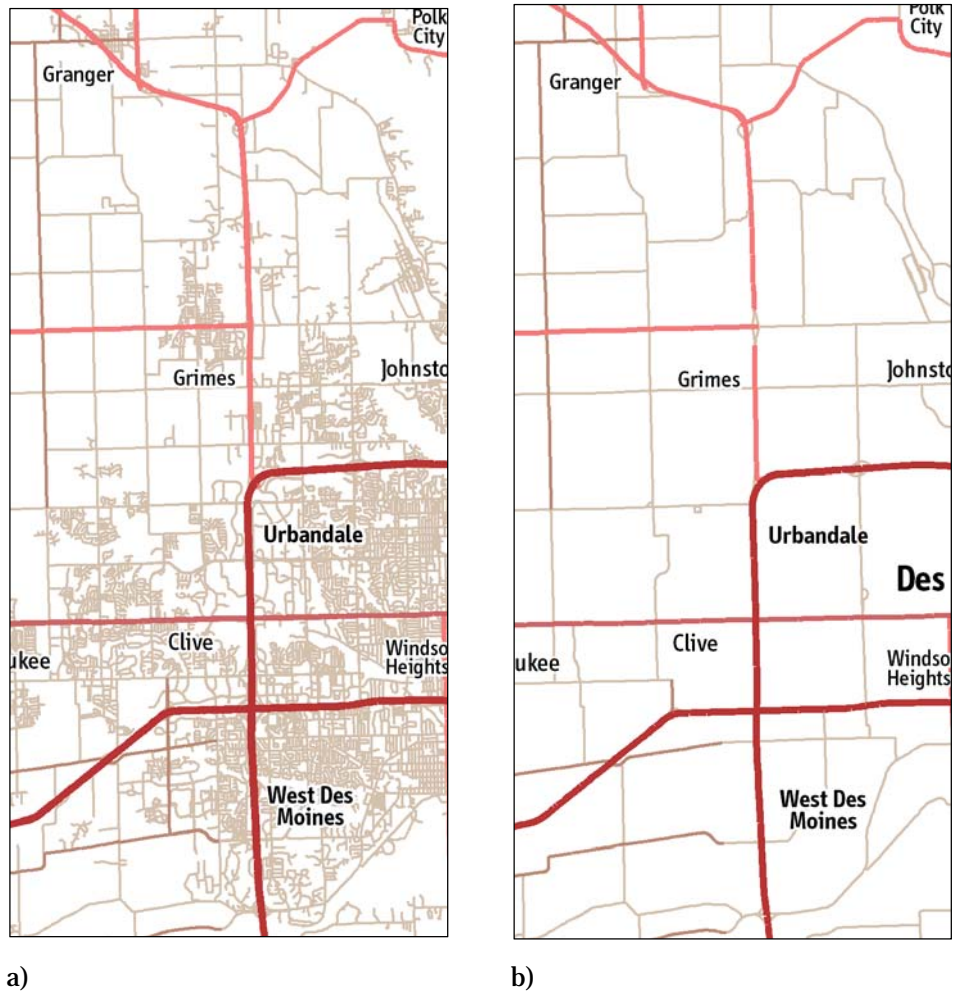 Polk
City
Granger
Grimes
Johnsto
Urbandale
Clive
ukee
Windso
Heights
West Des
Moines
a)
Polk
City
Granger
Grimes
Johnsto
Urbandale
Des
Clive
ukee
Windso
Heights
West Des
Moines
b)